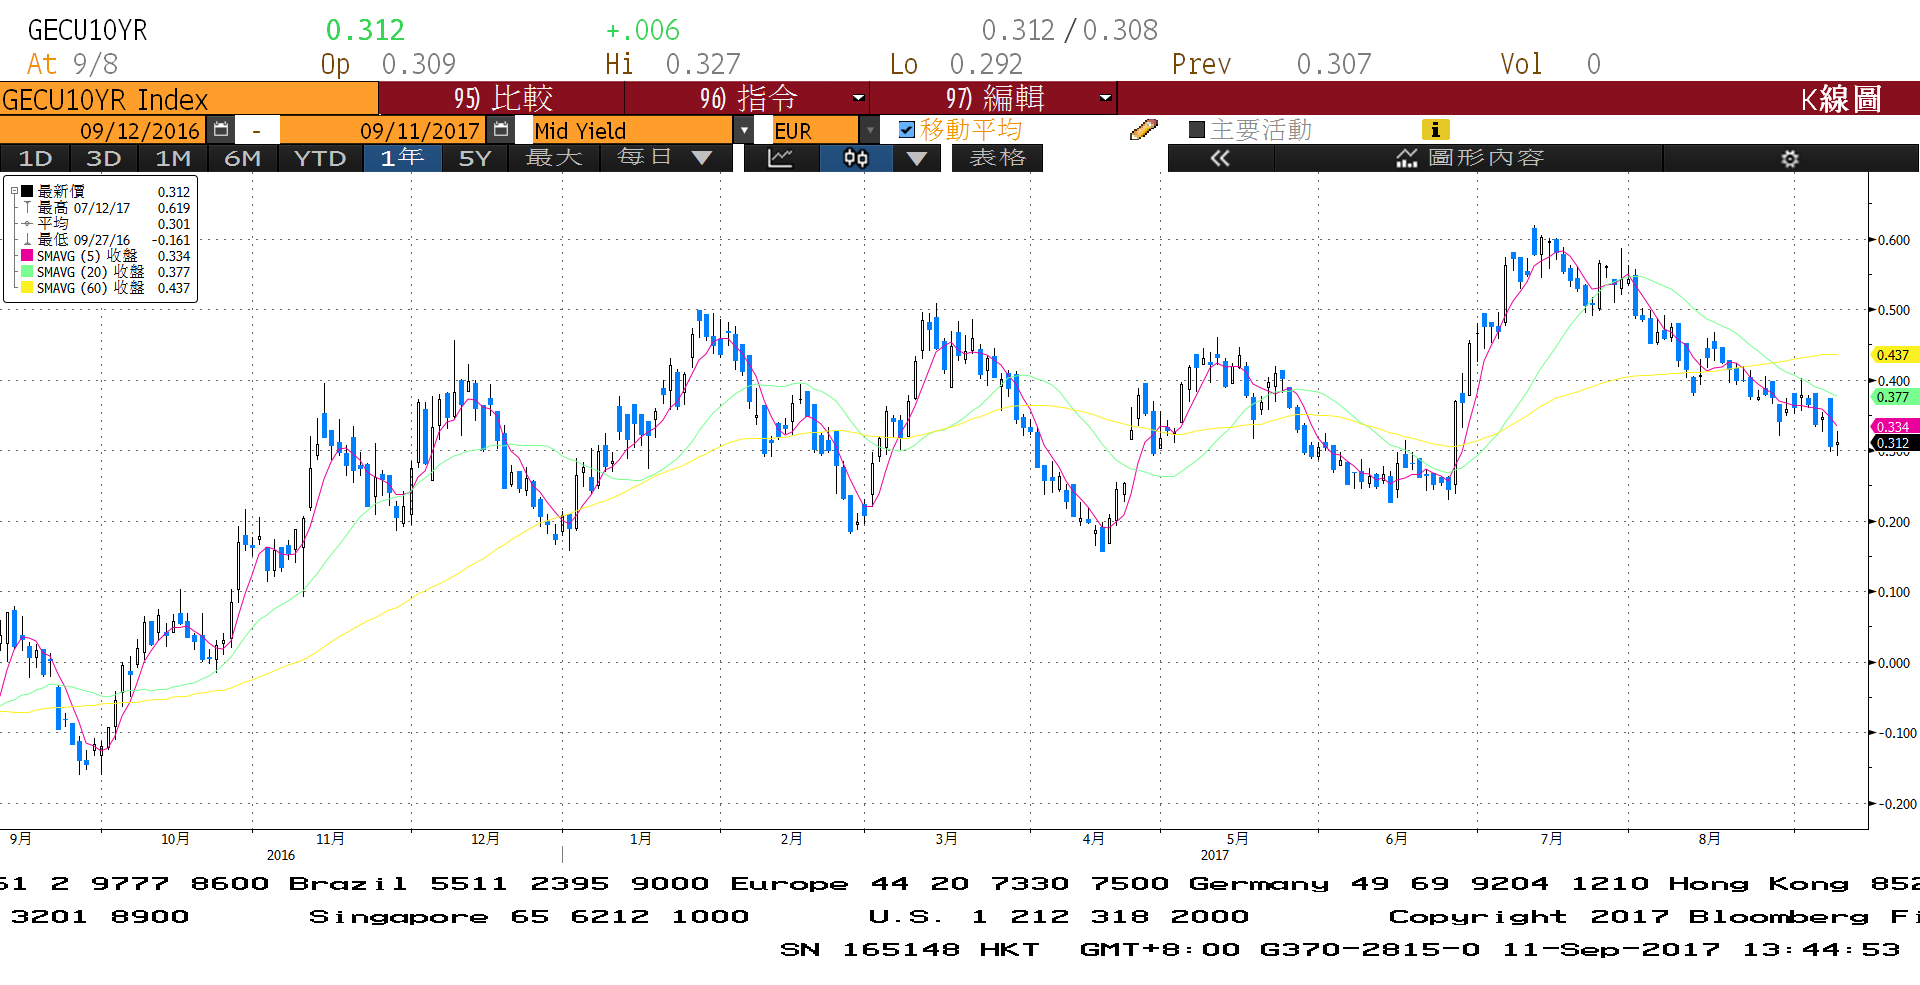 GECU10YR 0.312 +.006 0.312 / 0.308
At 9/8 Op 0.309 Hi 0.327 Lo 0.292 Prev 0.307 Vol 0
GECU10YR Index 95) 比較 96) 指令 97) 編輯 K線圖
09/12/2016 - 09/11/2017 Mid Yield EUR 移動平均 主要活動
1D 3D 1M 6M YTD 1年 5Y 最大 每日 表格 圖形內容
最新價 0.312
最高 07/12/17 0.619
平均 0.301
最低 09/27/16 -0.161
SMAVG (5) 收盤 0.334
SMAVG (20) 收盤 0.377
SMAVG (60) 收盤 0.437
0.600
0.500
0.437
0.400
0.377
0.334
0.312
0.300
0.200
0.100
0.000
-0.100
-0.200
9月 10月 11月 12月 1月 2月 3月 4月 5月 6月 7月 8月
2016 2017
61 2 9777 8600 Brazil 5511 2395 9000 Europe 44 20 7330 7500 Germany 49 69 9204 1210 Hong Kong 852
3201 8900 Singapore 65 6212 1000 U.S. 1 212 318 2000 Copyright 2017 Bloomberg Fi
SN 165148 HKT GMT+8:00 G370-2815-0 11-Sep-2017 13:44:53